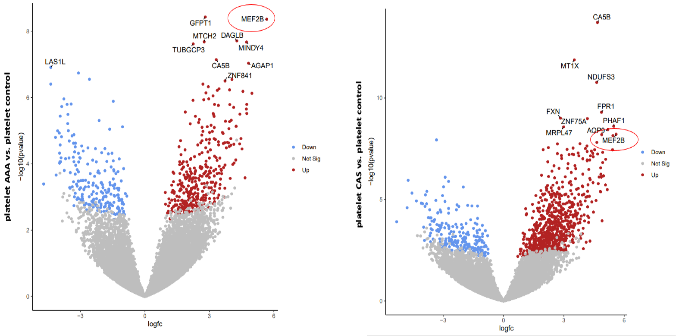 platelet AAA vs. platelet control
−log10(pvalue)
8
6
4
2
0
GFPT1
MEF2B
MTCH2
DAGLB
TUBGCP3
MINDY4
LAS1L
CA5B
AGAP1
ZNF841
Down
Not Sig
Up
−3
0
3
6
logfc
platelet CAS vs. platelet control
−log10(pvalue)
10
5
0
CA5B
MT1X
NDUFS3
FPR1
FXN
ZNF75A
PHAF1
MRPL47
AQP9
MEF2B
Down
Not Sig
Up
−3
0
3
6
logfc